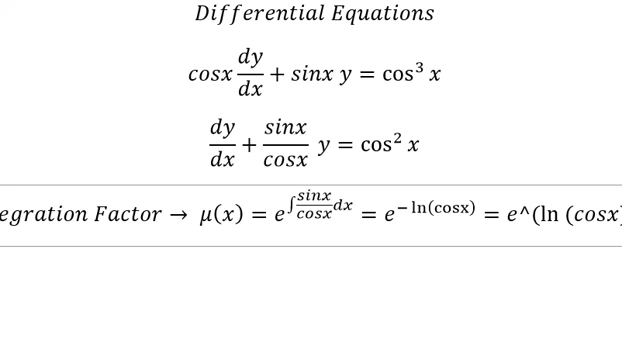 Differential Equations
cosx dy/dx + sinx y = cos³ x
dy/dx + sinx/cosx y = cos² x
egration Factor → μ(x) = e^∫sinx/cosx dx = e^− ln(cosx) = e^(ln (cosx)